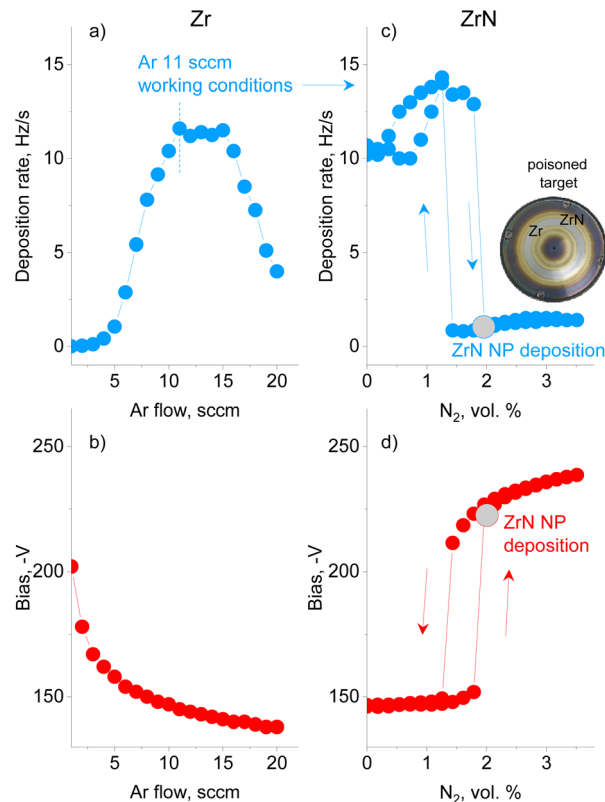 Zr
ZrN
a)
Ar 11 sccm
working conditions
15
10
5
0
Deposition rate, Hz/s
5
10
15
20
Ar flow, sccm
c)
15
10
5
0
Deposition rate, Hz/s
poisoned
target
Zr
ZrN
ZrN NP deposition
0
1
2
3
N₂, vol. %
b)
250
200
150
Bias, -V
5
10
15
20
Ar flow, sccm
d)
250
200
150
Bias, -V
ZrN NP
deposition
0
1
2
3
N₂, vol. %